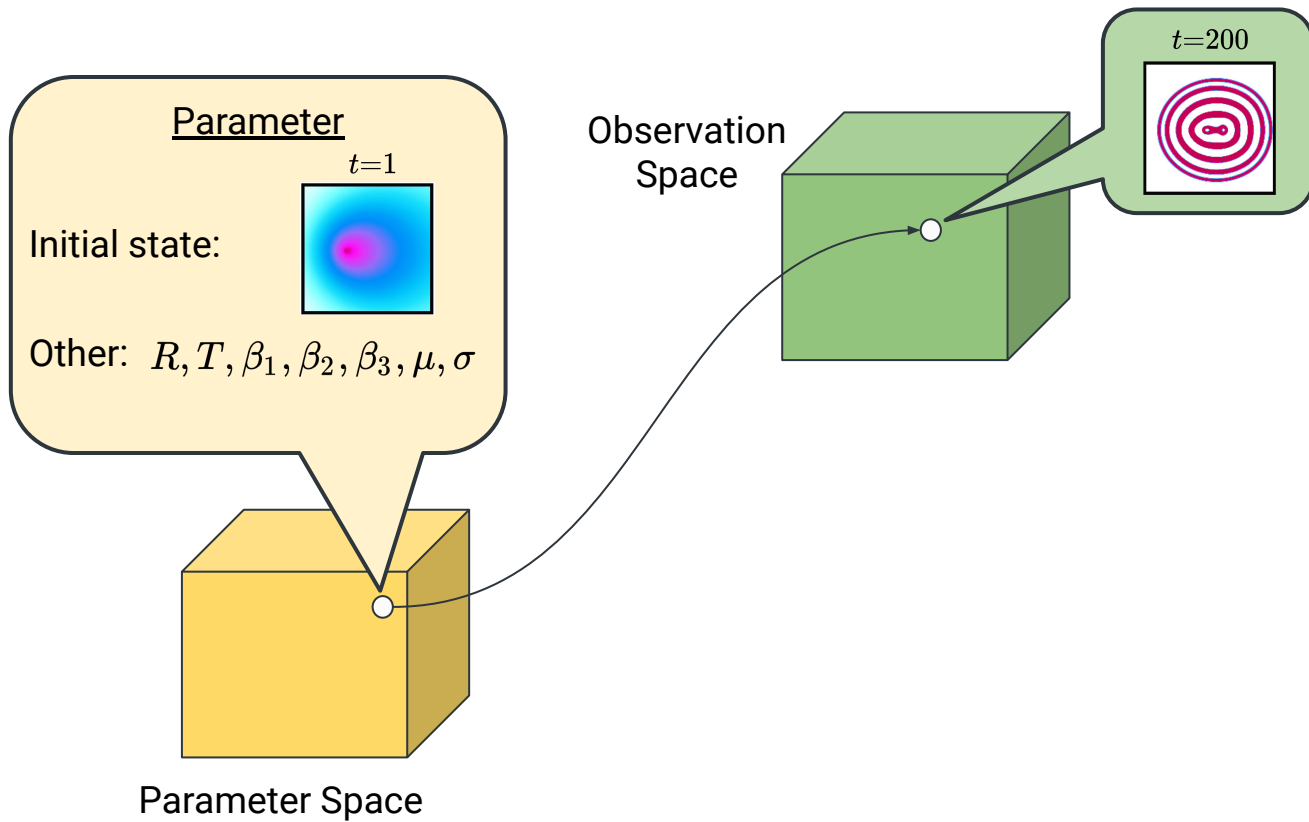 Parameter
t=1
Initial state:
Other: R, T, β₁, β₂, β₃, μ, σ
Observation
Space
t=200
Parameter Space